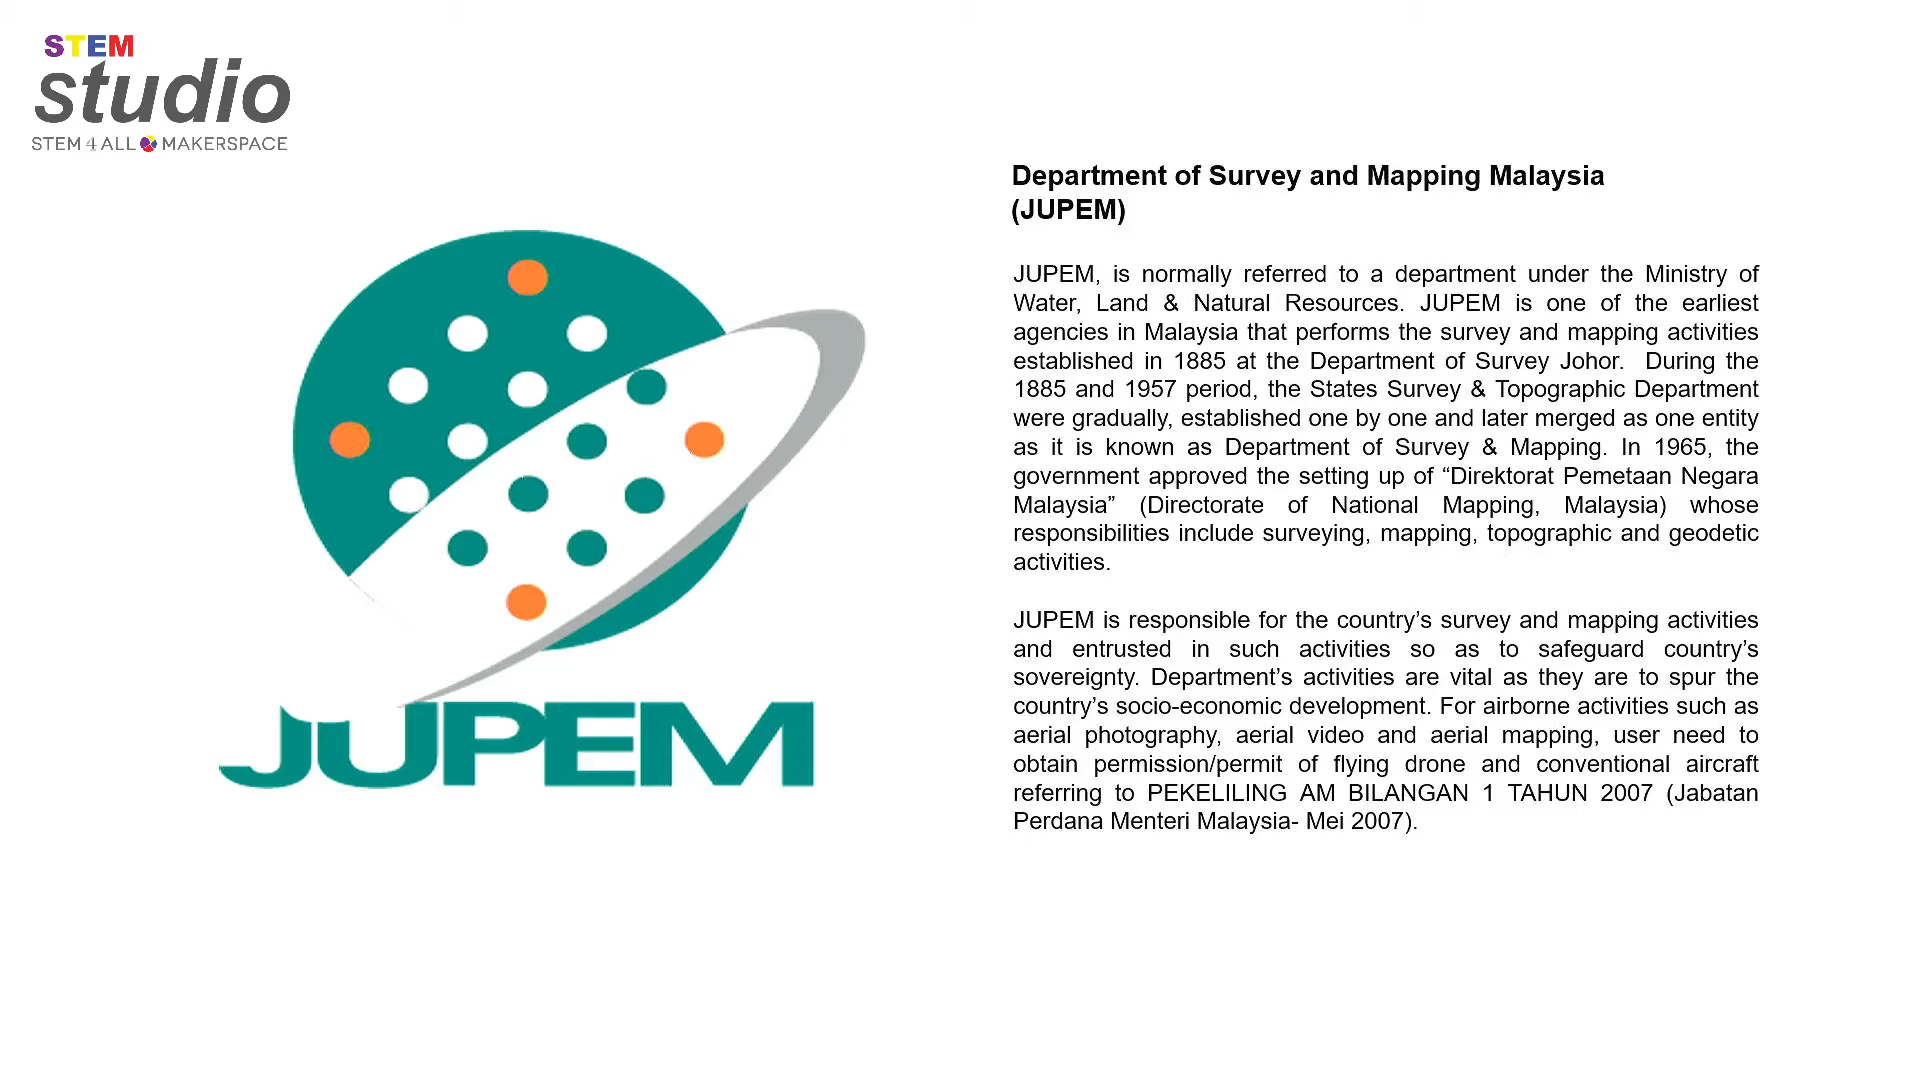 STEM
studio
STEM 4 ALL MAKERSPACE
Department of Survey and Mapping Malaysia
(JUPEM)
JUPEM, is normally referred to a department under the Ministry of
Water, Land & Natural Resources. JUPEM is one of the earliest
agencies in Malaysia that performs the survey and mapping activities
established in 1885 at the Department of Survey Johor. During the
1885 and 1957 period, the States Survey & Topographic Department
were gradually, established one by one and later merged as one entity
as it is known as Department of Survey & Mapping. In 1965, the
government approved the setting up of “Direktorat Pemetaan Negara
Malaysia” (Directorate of National Mapping, Malaysia) whose
responsibilities include surveying, mapping, topographic and geodetic
activities.
JUPEM is responsible for the country’s survey and mapping activities
and entrusted in such activities so as to safeguard country’s
sovereignty. Department’s activities are vital as they are to spur the
country’s socio-economic development. For airborne activities such as
aerial photography, aerial video and aerial mapping, user need to
obtain permission/permit of flying drone and conventional aircraft
referring to PEKELILING AM BILANGAN 1 TAHUN 2007 (Jabatan
Perdana Menteri Malaysia- Mei 2007).
JUPEM